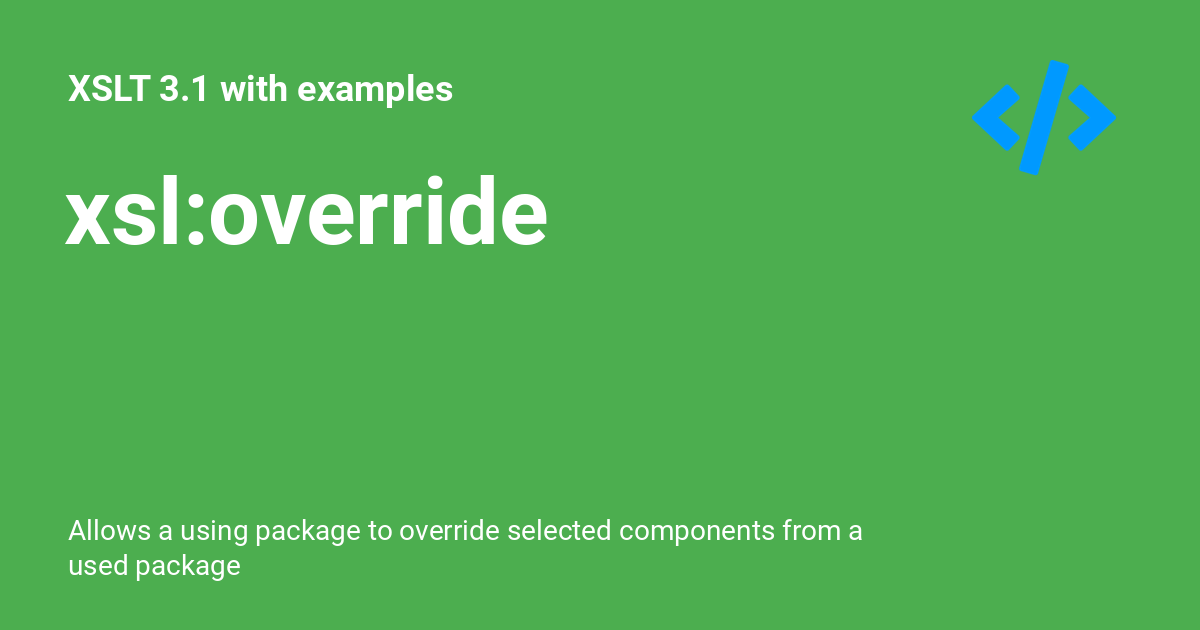 XSLT 3.1 with examples
xsl:override
Allows a using package to override selected components from a
used package